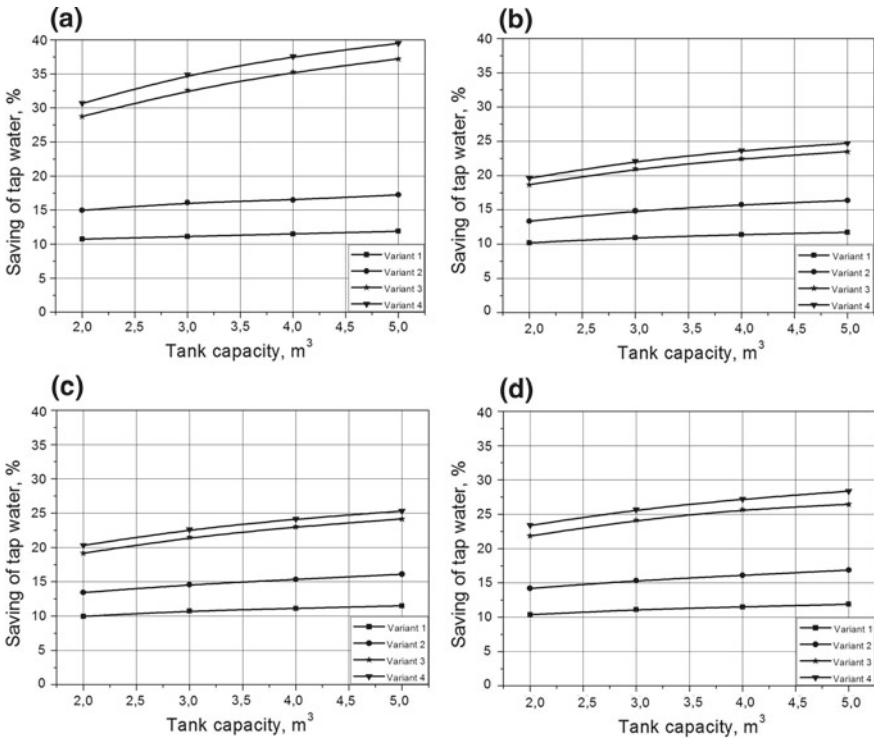 (a)
Saving of tap water, %
40
35
30
25
20
15
10
5
0
2,0 2,5 3,0 3,5 4,0 4,5 5,0
Tank capacity, m³
Variant 1
Variant 2
Variant 3
Variant 4
(b)
Saving of tap water, %
40
35
30
25
20
15
10
5
0
2,0 2,5 3,0 3,5 4,0 4,5 5,0
Tank capacity, m³
Variant 1
Variant 2
Variant 3
Variant 4
(c)
Saving of tap water, %
40
35
30
25
20
15
10
5
0
2,0 2,5 3,0 3,5 4,0 4,5 5,0
Tank capacity, m³
Variant 1
Variant 2
Variant 3
Variant 4
(d)
Saving of tap water, %
40
35
30
25
20
15
10
5
0
2,0 2,5 3,0 3,5 4,0 4,5 5,0
Tank capacity, m³
Variant 1
Variant 2
Variant 3
Variant 4